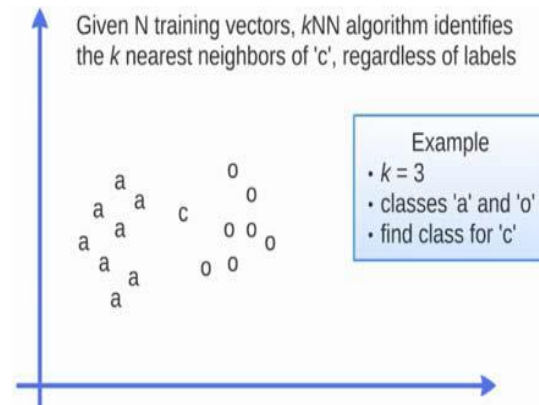 Given N training vectors, kNN algorithm identifies
the k nearest neighbors of 'c', regardless of labels
Example
• k = 3
• classes 'a' and 'o'
• find class for 'c'
o
a
o
a
a
c
a
o o
a
o
a
o o
a
a